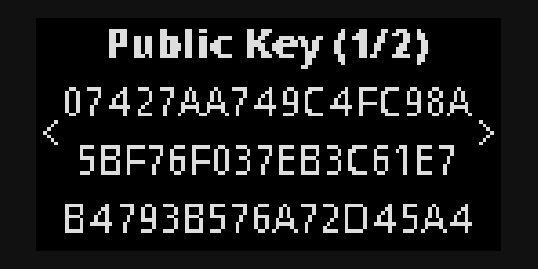 Public Key (1/2)
07427AA749C4FC98A
< >
5BF76F037EB3C61E7
B4793B576A72D45A4